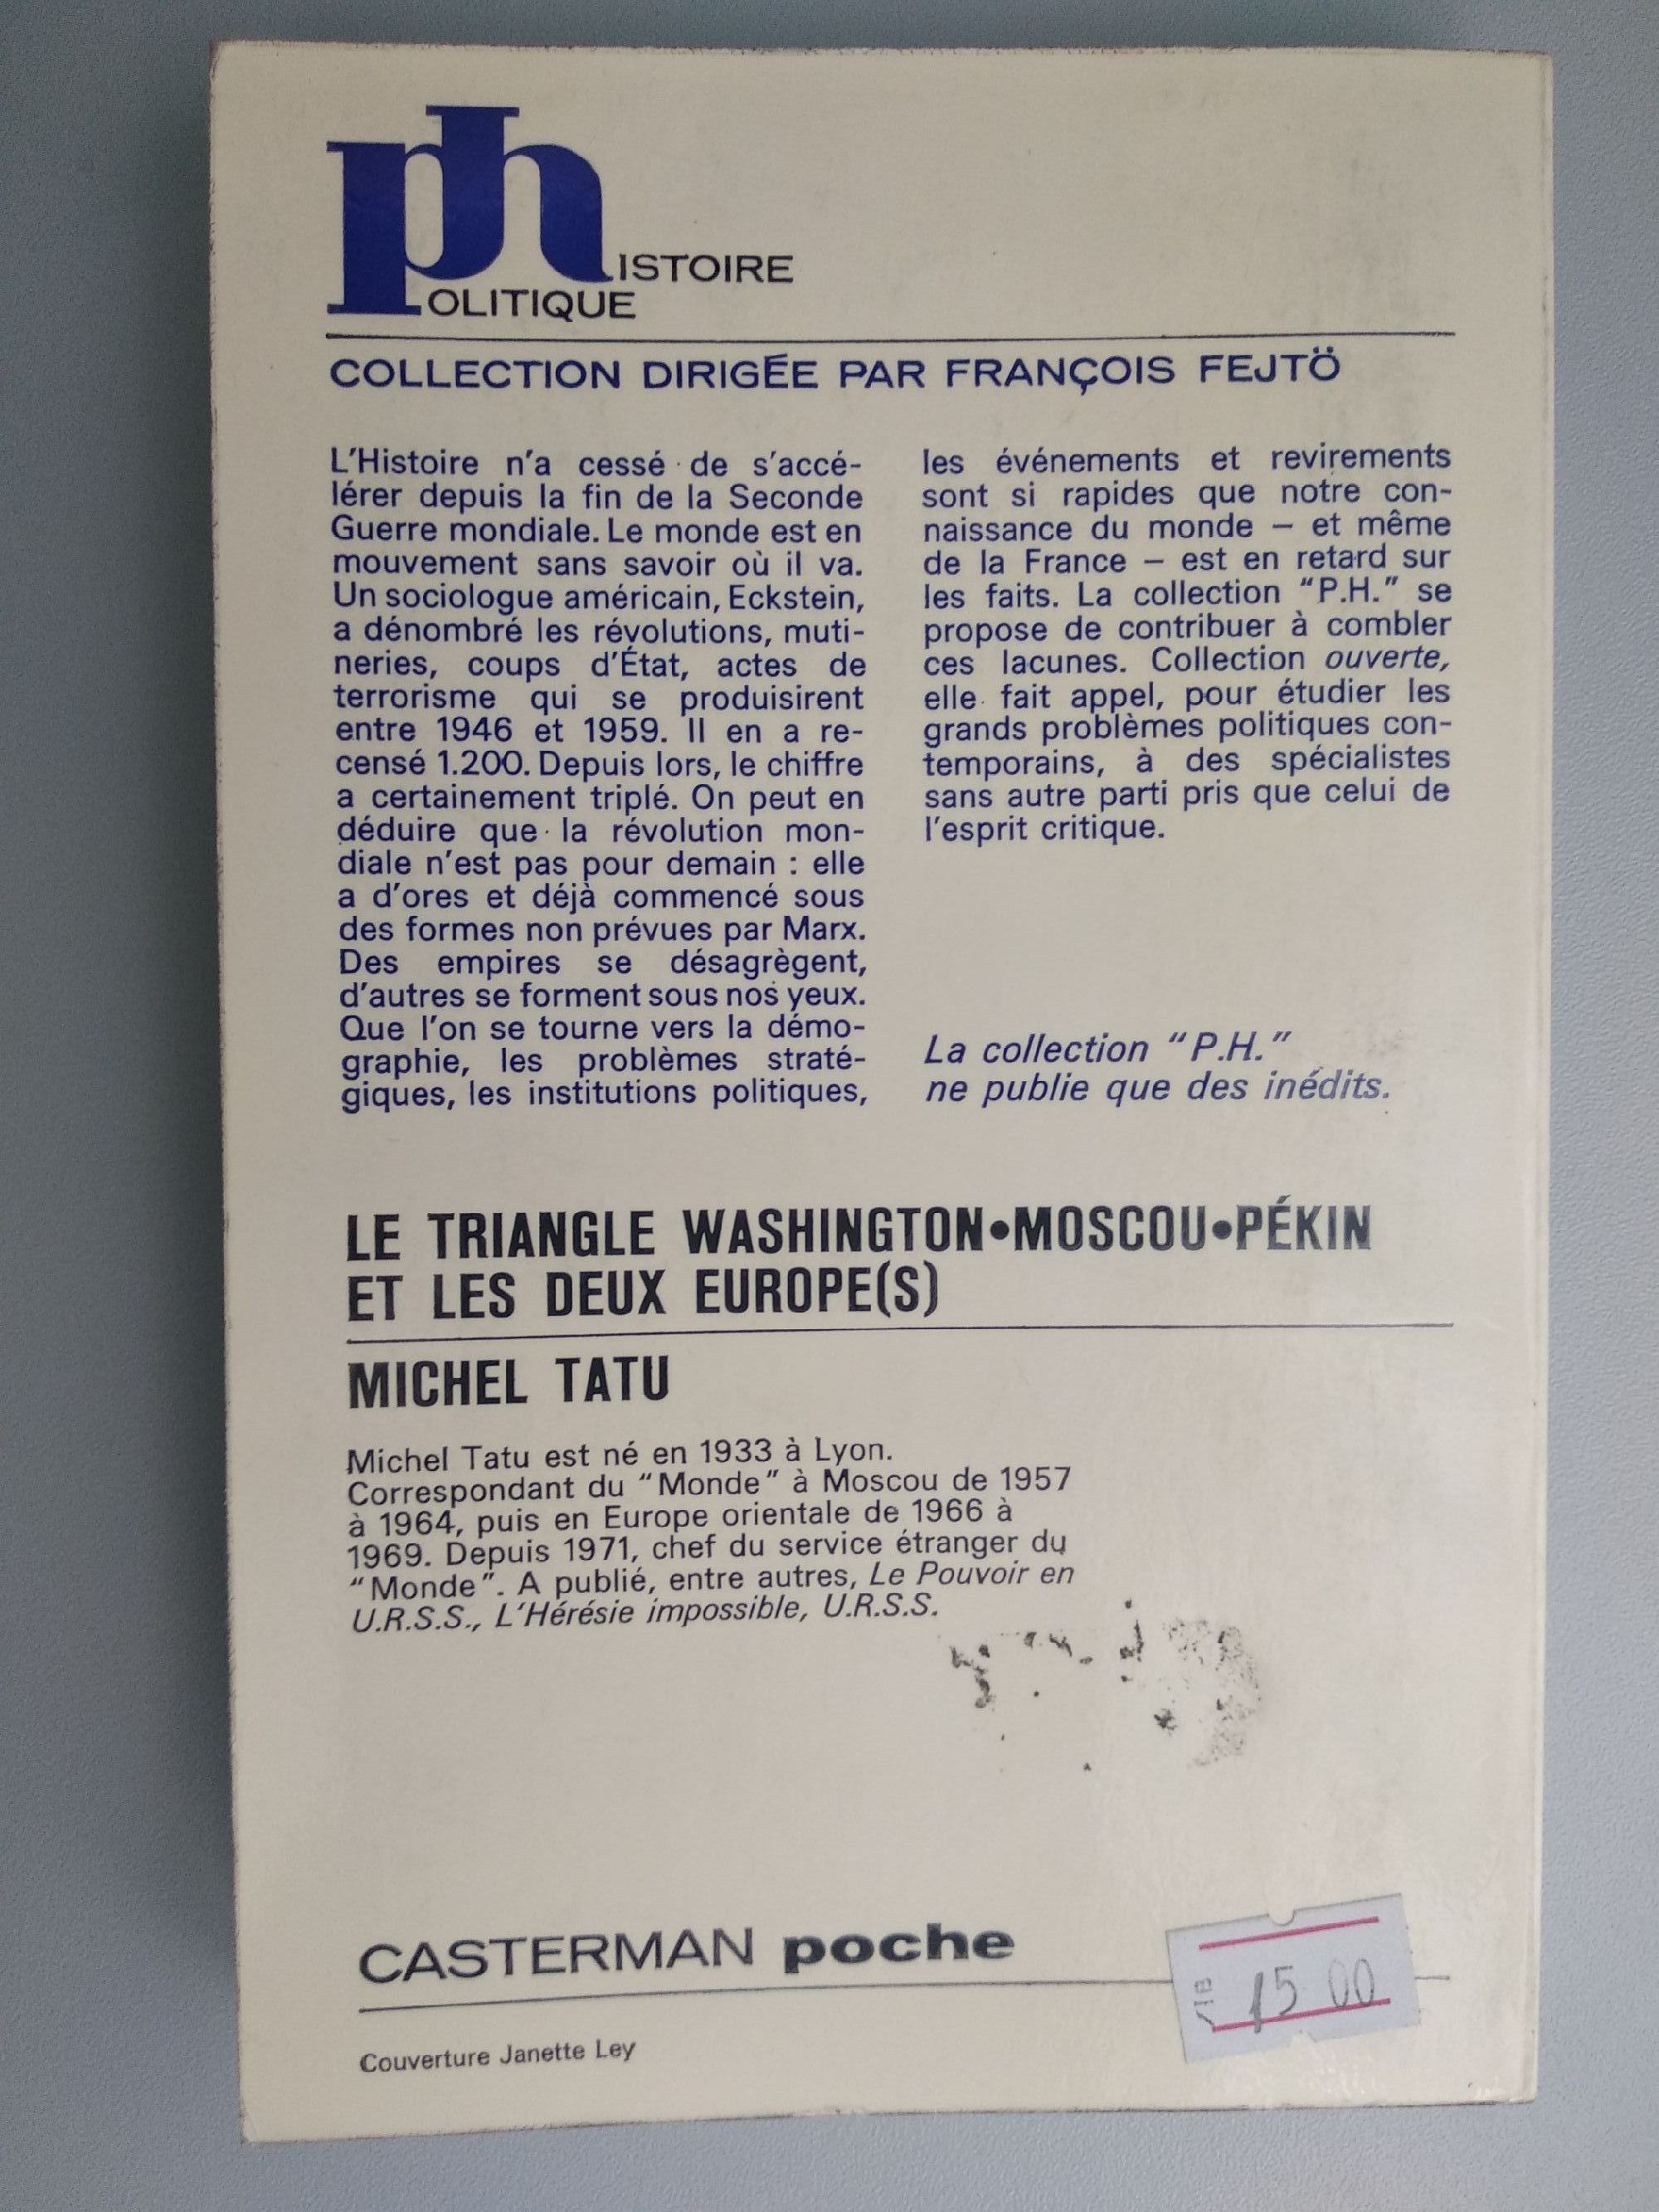 ph
HISTOIRE
POLITIQUE
COLLECTION DIRIGÉE PAR FRANÇOIS FEJTÖ
L'Histoire n'a cessé de s'accé-
lérer depuis la fin de la Seconde
Guerre mondiale. Le monde est en
mouvement sans savoir où il va.
Un sociologue américain, Eckstein,
a dénombré les révolutions, muti-
neries, coups d'État, actes de
terrorisme qui se produisirent
entre 1946 et 1959. Il en a re-
censé 1.200. Depuis lors, le chiffre
a certainement triplé. On peut en
déduire que la révolution mon-
diale n'est pas pour demain : elle
a d'ores et déjà commencé sous
des formes non prévues par Marx.
Des empires se désagrègent,
d'autres se forment sous nos yeux.
Que l'on se tourne vers la démo-
graphie, les problèmes straté-
giques, les institutions politiques,
les événements et revirements
sont si rapides que notre con-
naissance du monde – et même
de la France – est en retard sur
les faits. La collection “P.H.” se
propose de contribuer à combler
ces lacunes. Collection ouverte,
elle fait appel, pour étudier les
grands problèmes politiques con-
temporains, à des spécialistes
sans autre parti pris que celui de
l'esprit critique.
La collection “P.H.”
ne publie que des inédits.
LE TRIANGLE WASHINGTON•MOSCOU•PÉKIN
ET LES DEUX EUROPE(S)
MICHEL TATU
Michel Tatu est né en 1933 à Lyon.
Correspondant du “Monde” à Moscou de 1957
à 1964, puis en Europe orientale de 1966 à
1969. Depuis 1971, chef du service étranger du
“Monde”. A publié, entre autres, Le Pouvoir en
U.R.S.S., L'Hérésie impossible, U.R.S.S.
CASTERMAN poche
15 00
Couverture Janette Ley